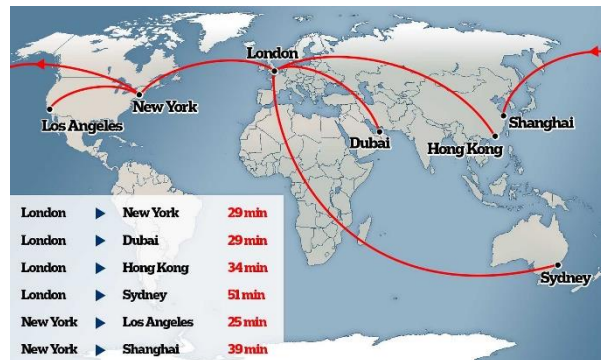 London
New York
Los Angeles
Dubai
Hong Kong
Shanghai
Sydney
London ▶ New York 29 min
London ▶ Dubai 29 min
London ▶ Hong Kong 34 min
London ▶ Sydney 51 min
New York ▶ Los Angeles 25 min
New York ▶ Shanghai 39 min